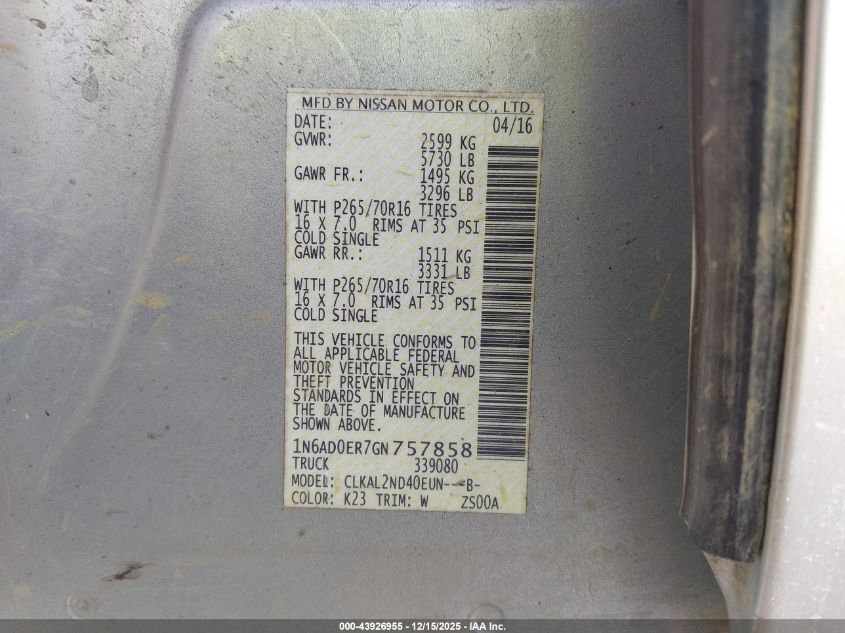 MFD BY NISSAN MOTOR CO., LTD.
DATE: 04/16
GVWR: 2599 KG
5730 LB
GAWR FR.: 1495 KG
3296 LB
WITH P265/70R16 TIRES
16 X 7.0 RIMS AT 35 PSI
COLD SINGLE
GAWR RR.: 1511 KG
3331 LB
WITH P265/70R16 TIRES
16 X 7.0 RIMS AT 35 PSI
COLD SINGLE
THIS VEHICLE CONFORMS TO
ALL APPLICABLE FEDERAL
MOTOR VEHICLE SAFETY AND
THEFT PREVENTION
STANDARDS IN EFFECT ON
THE DATE OF MANUFACTURE
SHOWN ABOVE.
1N6AD0ER7GN757858
TRUCK 339080
MODEL: CLKAL2ND40EUN---B-
COLOR: K23 TRIM: W ZS00A
000-43926955 - 12/15/2025 - IAA Inc.